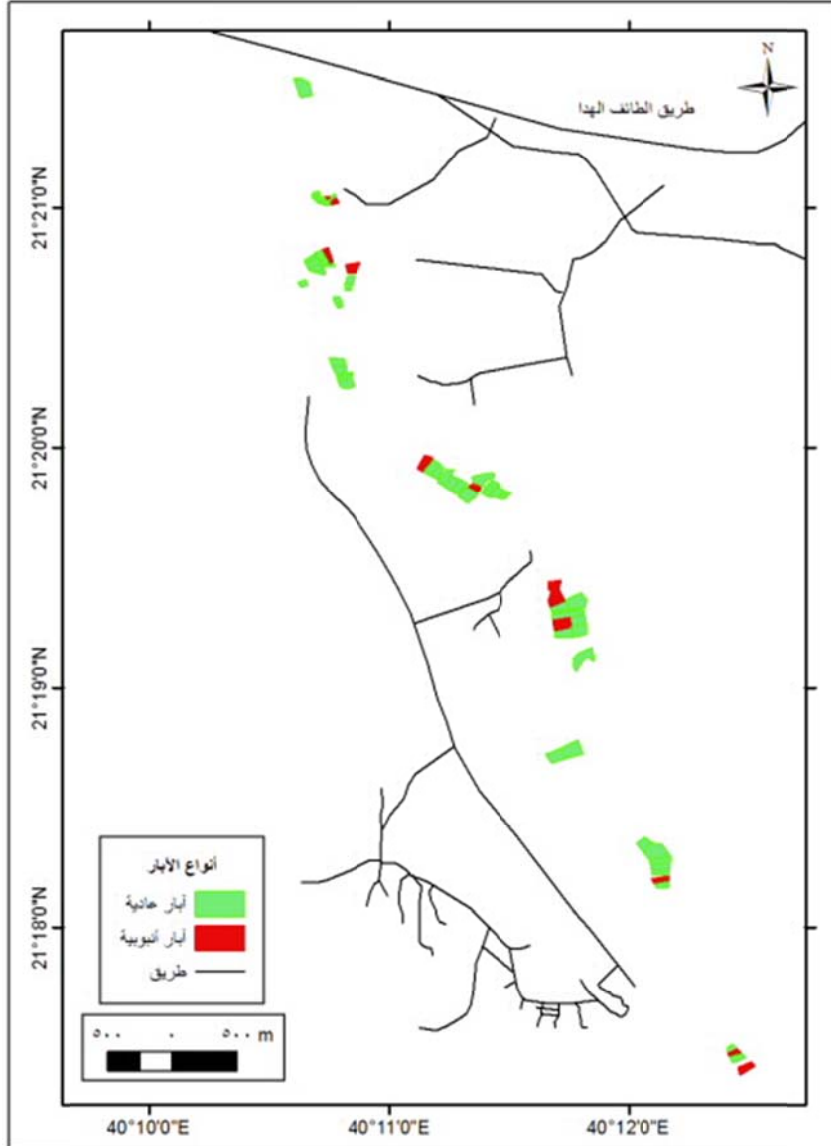 N
طريق الطائف الهدا
21°21'0"N
21°20'0"N
21°19'0"N
21°18'0"N
أنواع الآبار
آبار عادية
آبار أنبوبية
طريق
٥٠٠ ٠ ٥٠٠ m
40°10'0"E 40°11'0"E 40°12'0"E